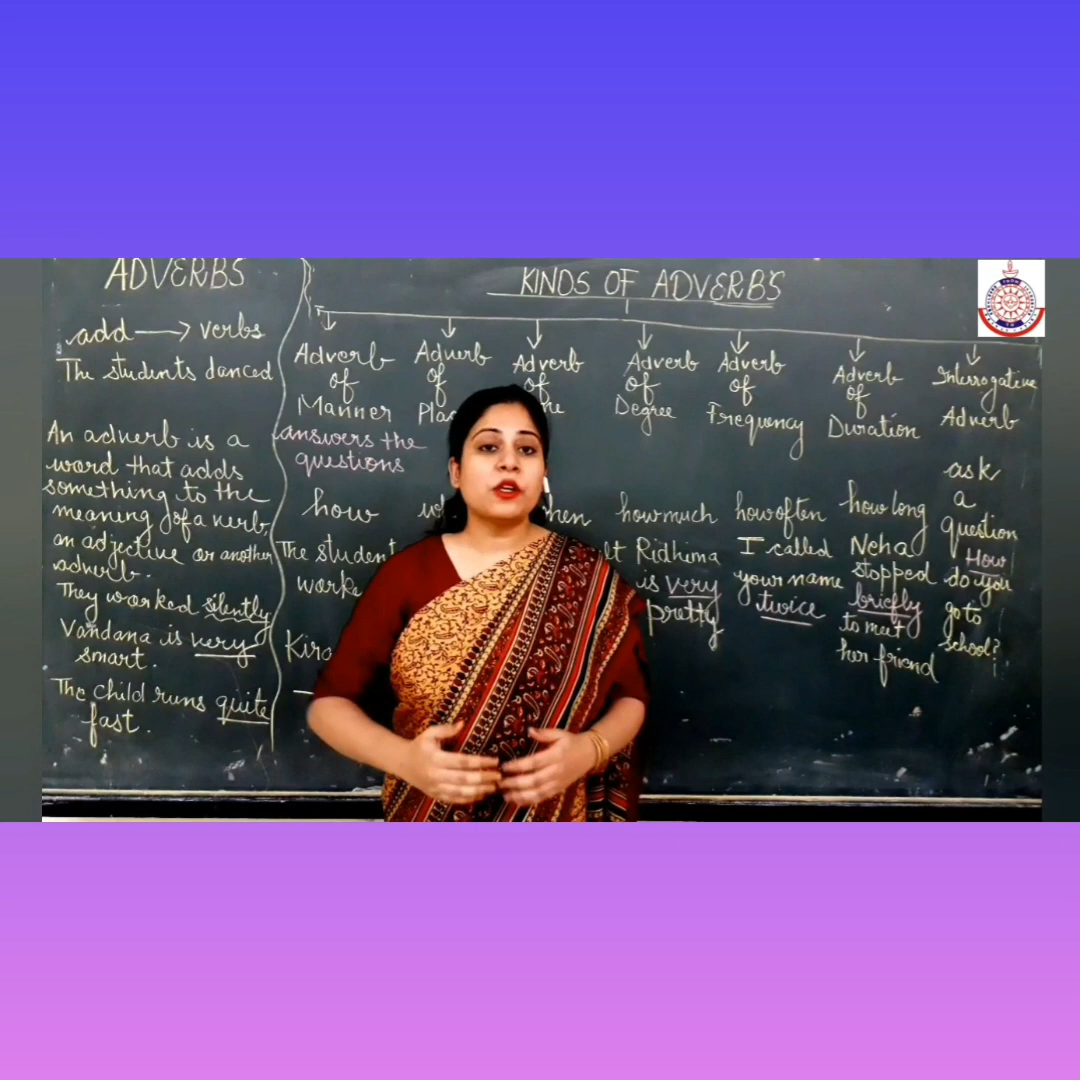 ADVERBS
add → verbs
The students danced
An adverb is a
word that adds
something to the
meaning of a verb,
an adjective or another
adverb.
They worked silently
Vandana is very
smart.
The child runs quite
fast.
KINDS OF ADVERBS
Adverb
of
Manner
answers the
questions
how
The student
Adverb
of
Adverb
of
Adverb
of
Degree
how much
Ridhima
is very
pretty
Adverb
of
Frequency
how often
I called
your name
twice
Adverb
of
Duration
how long
Neha
stopped
briefly
to meet
her friend
Interrogative
Adverb
ask
a
question
How
do you
go to
school?